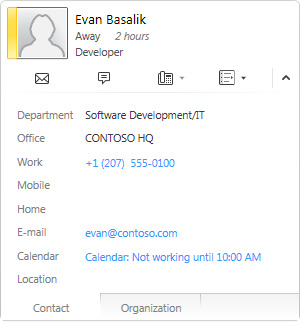 Evan Basalik
Away 2 hours
Developer
Department Software Development/IT
Office CONTOSO HQ
Work +1 (207) 555-0100
Mobile
Home
E-mail evan@contoso.com
Calendar Calendar: Not working until 10:00 AM
Location
Contact Organization